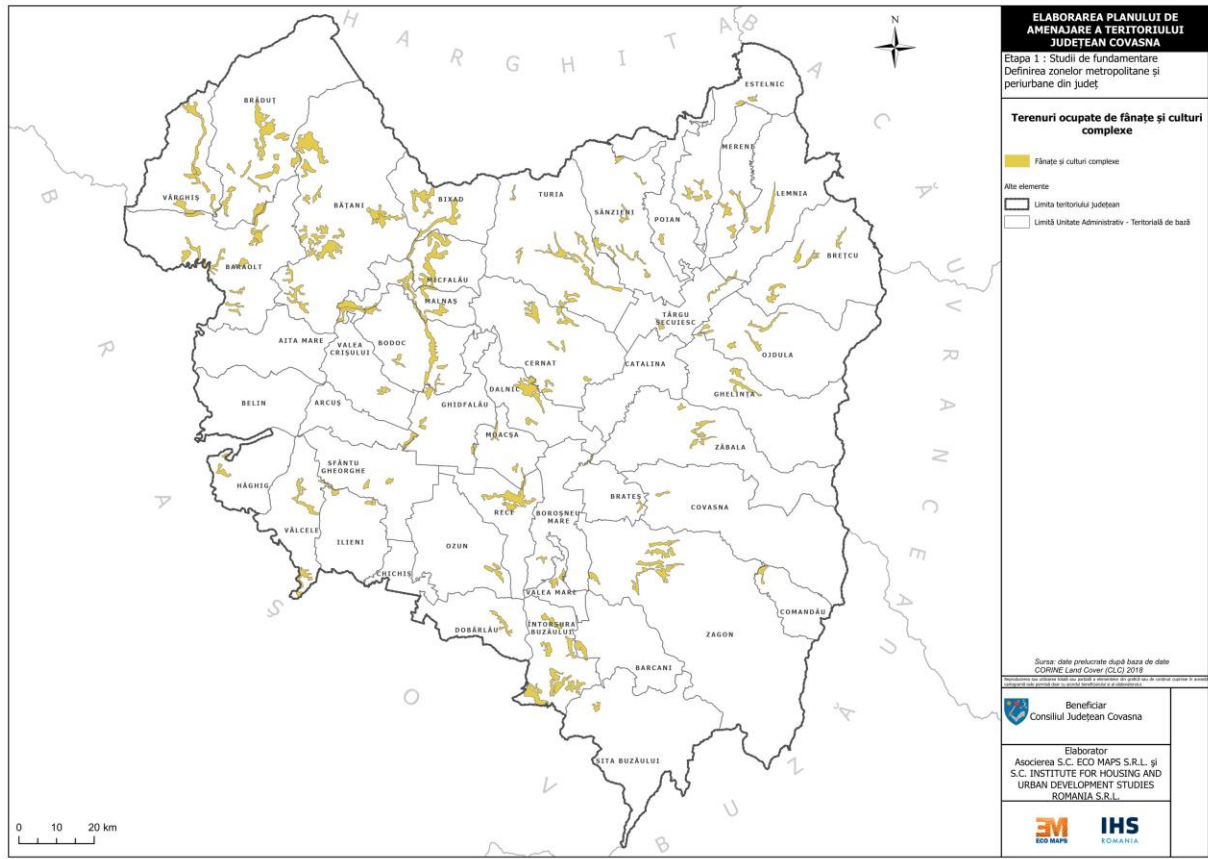 HARGHITA
BACĂU
VRANCEA
BUZĂU
BRAȘOV
N
ESTELNIC
BRĂDUȚ
MERENI
VÂRGHIȘ
BĂȚANI
BIXAD
TURIA
SÂNZIENI
POIAN
LEMNIA
BRETCU
BARAOLT
MICFALĂU
MALNAȘ
TÂRGU
SECUIESC
AITA MARE
VALEA
CRIȘULUI
BODOC
OJDULA
CERNAT
CATALINA
DALNIC
GHELINȚA
BELIN
ARCUȘ
GHIDFALĂU
MOACȘA
ZĂBALA
SFÂNTU
GHEORGHE
HĂGHIG
BRATEȘ
COVASNA
RECI
BOROȘNEU
MARE
VÂLCELE
ILIENI
OZUN
CHICHIȘ
VALEA MARE
COMANDĂU
DOBÂRLĂU
ÎNTORSURA
BUZĂULUI
ZAGON
BARCANI
SITA BUZĂULUI
0 10 20 km
ELABORAREA PLANULUI DE
AMENAJARE A TERITORIULUI
JUDEȚEAN COVASNA
Etapa 1 : Studii de fundamentare
Definirea zonelor metropolitane și
periurbane din județ
Terenuri ocupate de fânațe și culturi
complexe
Fânațe și culturi complexe
Alte elemente
Limita teritoriului județean
Limită Unitate Administrativ - Teritorială de bază
Sursa: date prelucrate după baza de date
CORINE Land Cover (CLC) 2018
Beneficiar
Consiliul Județean Covasna
Elaborator
Asocierea S.C. ECO MAPS S.R.L. și
S.C. INSTITUTE FOR HOUSING AND
URBAN DEVELOPMENT STUDIES
ROMANIA S.R.L.
ECO MAPS
IHS
ROMANIA